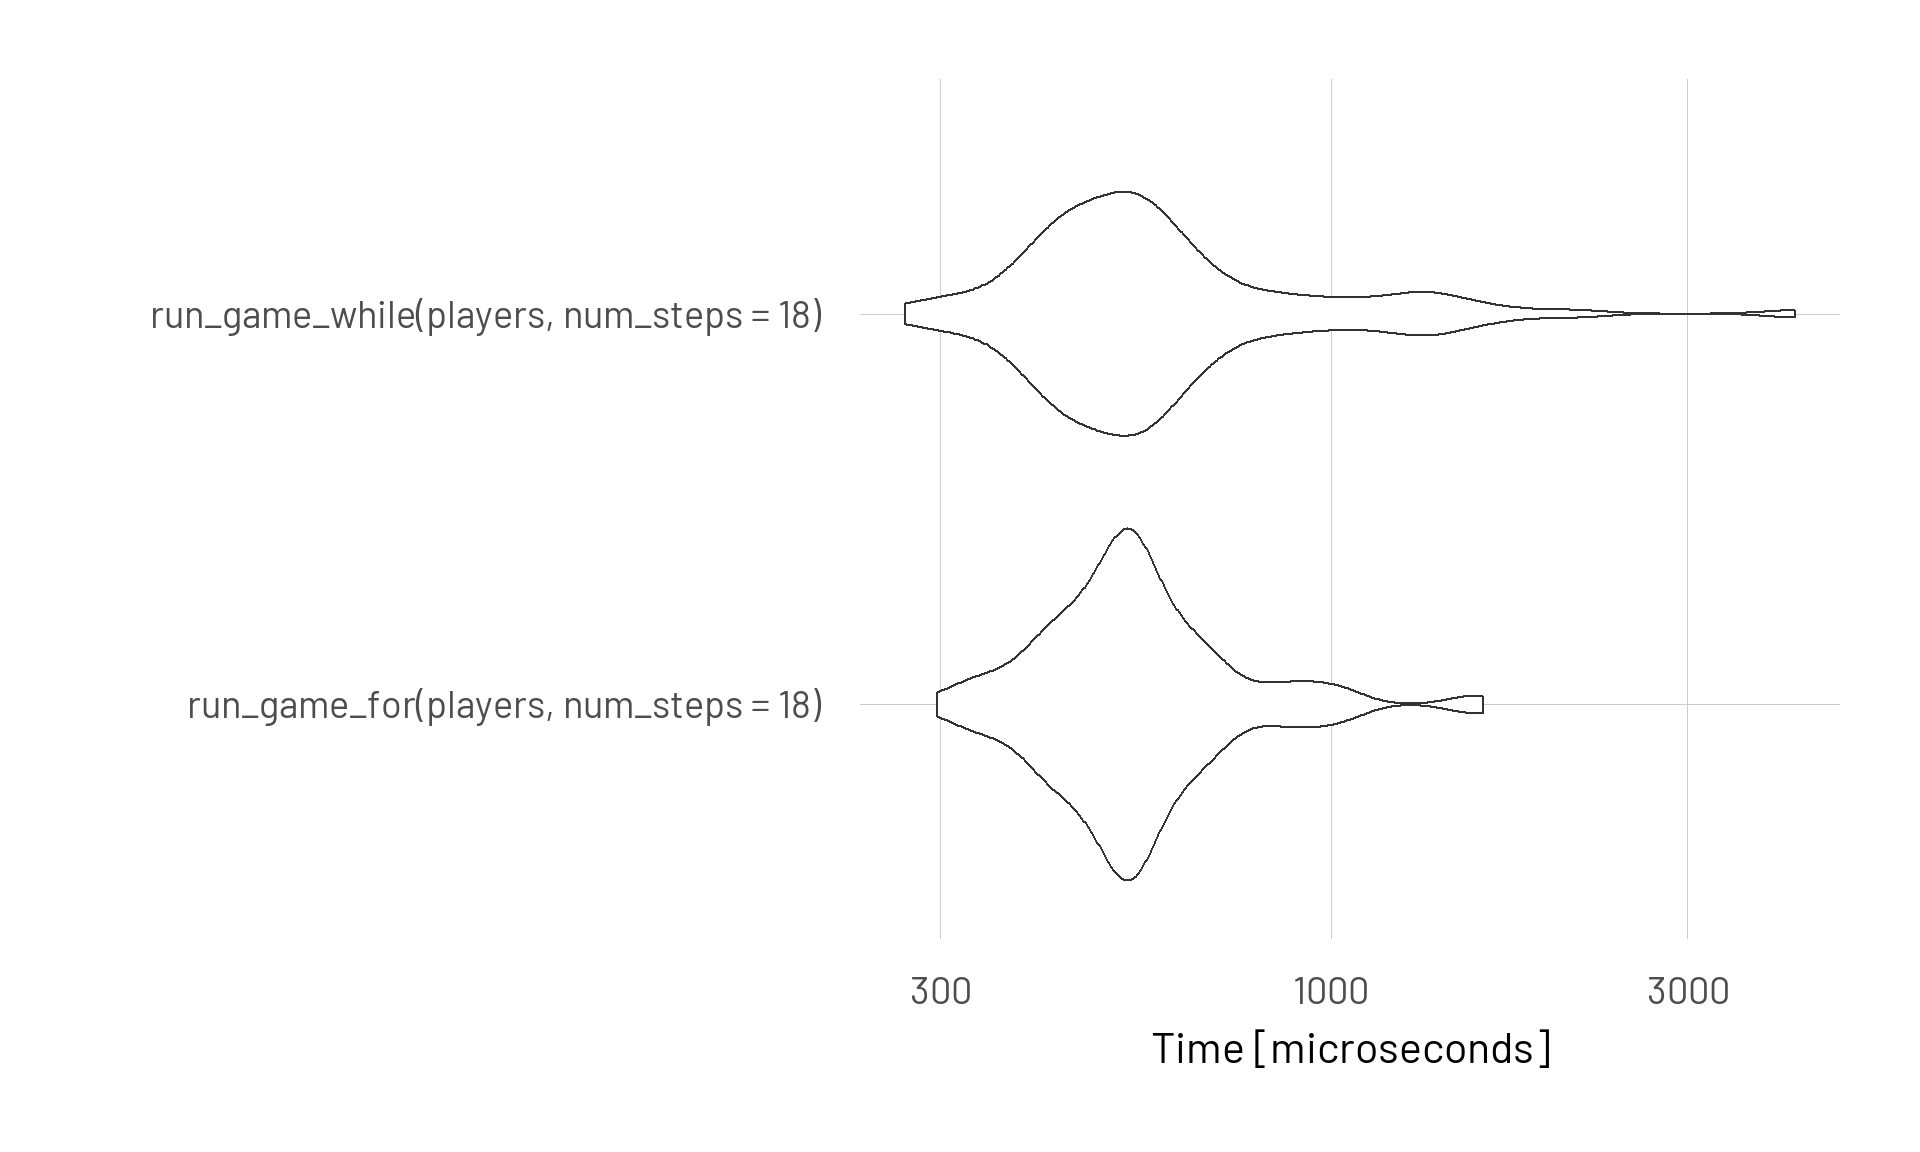 run_game_while(players, num_steps = 18)
run_game_for(players, num_steps = 18)
300 1000 3000
Time [microseconds]